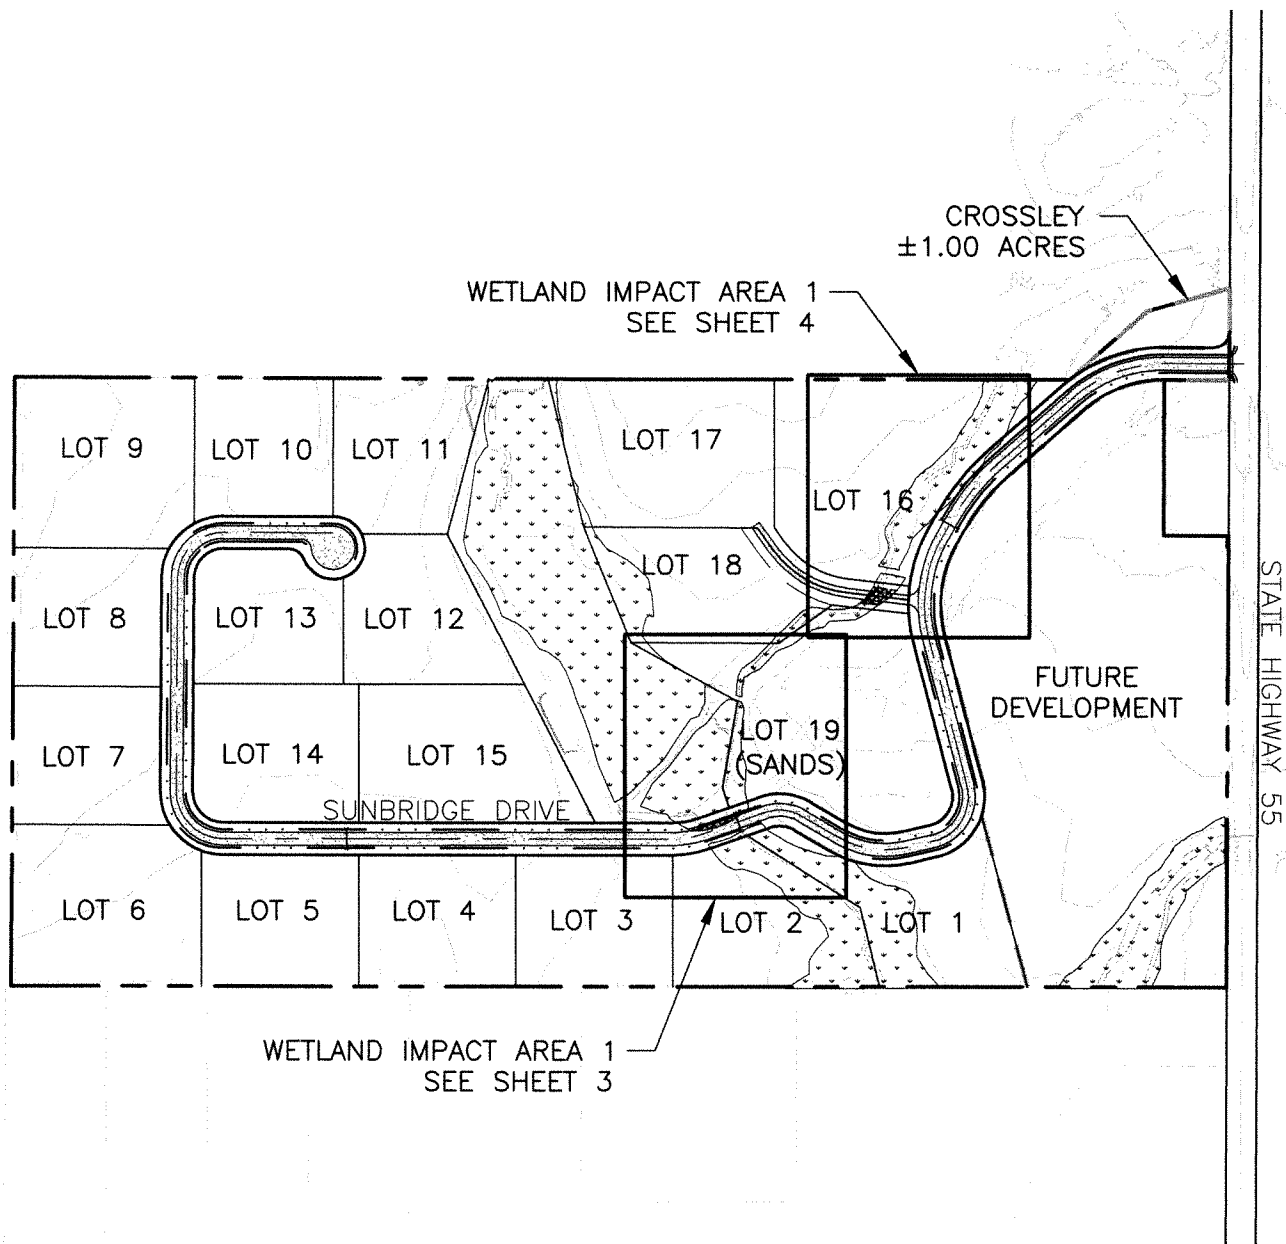 CROSSLEY
±1.00 ACRES
WETLAND IMPACT AREA 1
SEE SHEET 4
LOT 9
LOT 10
LOT 11
LOT 17
LOT 16
LOT 18
LOT 8
LOT 13
LOT 12
STATE HIGHWAY 55
FUTURE
DEVELOPMENT
LOT 7
LOT 14
LOT 15
LOT 19
(SANDS)
SUNBRIDGE DRIVE
LOT 6
LOT 5
LOT 4
LOT 3
LOT 2
LOT 1
WETLAND IMPACT AREA 1
SEE SHEET 3